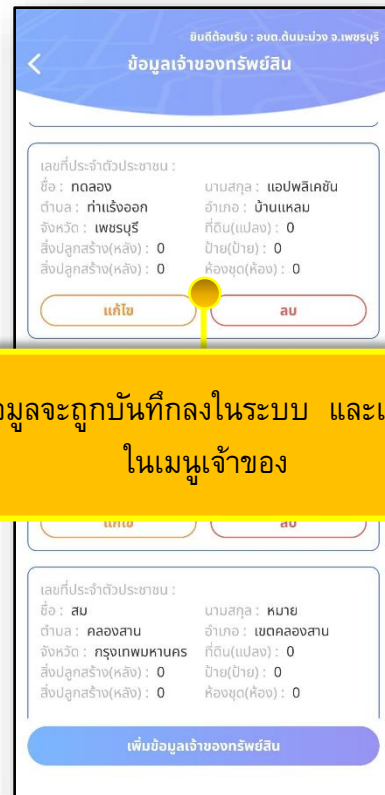 ยินดีต้อนรับ : อบต.ต้นมะม่วง จ.เพชรบุรี
ข้อมูลเจ้าของทรัพย์สิน
เลขที่ประจำตัวประชาชน :
ชื่อ : ทดลอง นามสกุล : แอปพลิเคชัน
ตำบล : ท่าแร้งออก อำเภอ : บ้านแหลม
จังหวัด : เพชรบุรี ที่ดิน(แปลง) : 0
สิ่งปลูกสร้าง(หลัง) : 0 ป้าย(ป้าย) : 0
สิ่งปลูกสร้าง(หลัง) : 0 ห้องชุด(ห้อง) : 0
แก้ไข ลบ
จะถูกบันทึกลงในระบบ
ในเมนูเจ้าของ
แก้ไข ลบ
เลขที่ประจำตัวประชาชน :
ชื่อ : สม นามสกุล : หมาย
ตำบล : คลองสาน อำเภอ : เขตคลองสาน
จังหวัด : กรุงเทพมหานคร ที่ดิน(แปลง) : 0
สิ่งปลูกสร้าง(หลัง) : 0 ป้าย(ป้าย) : 0
สิ่งปลูกสร้าง(หลัง) : 0 ห้องชุด(ห้อง) : 0
เพิ่มข้อมูลเจ้าของทรัพย์สิน